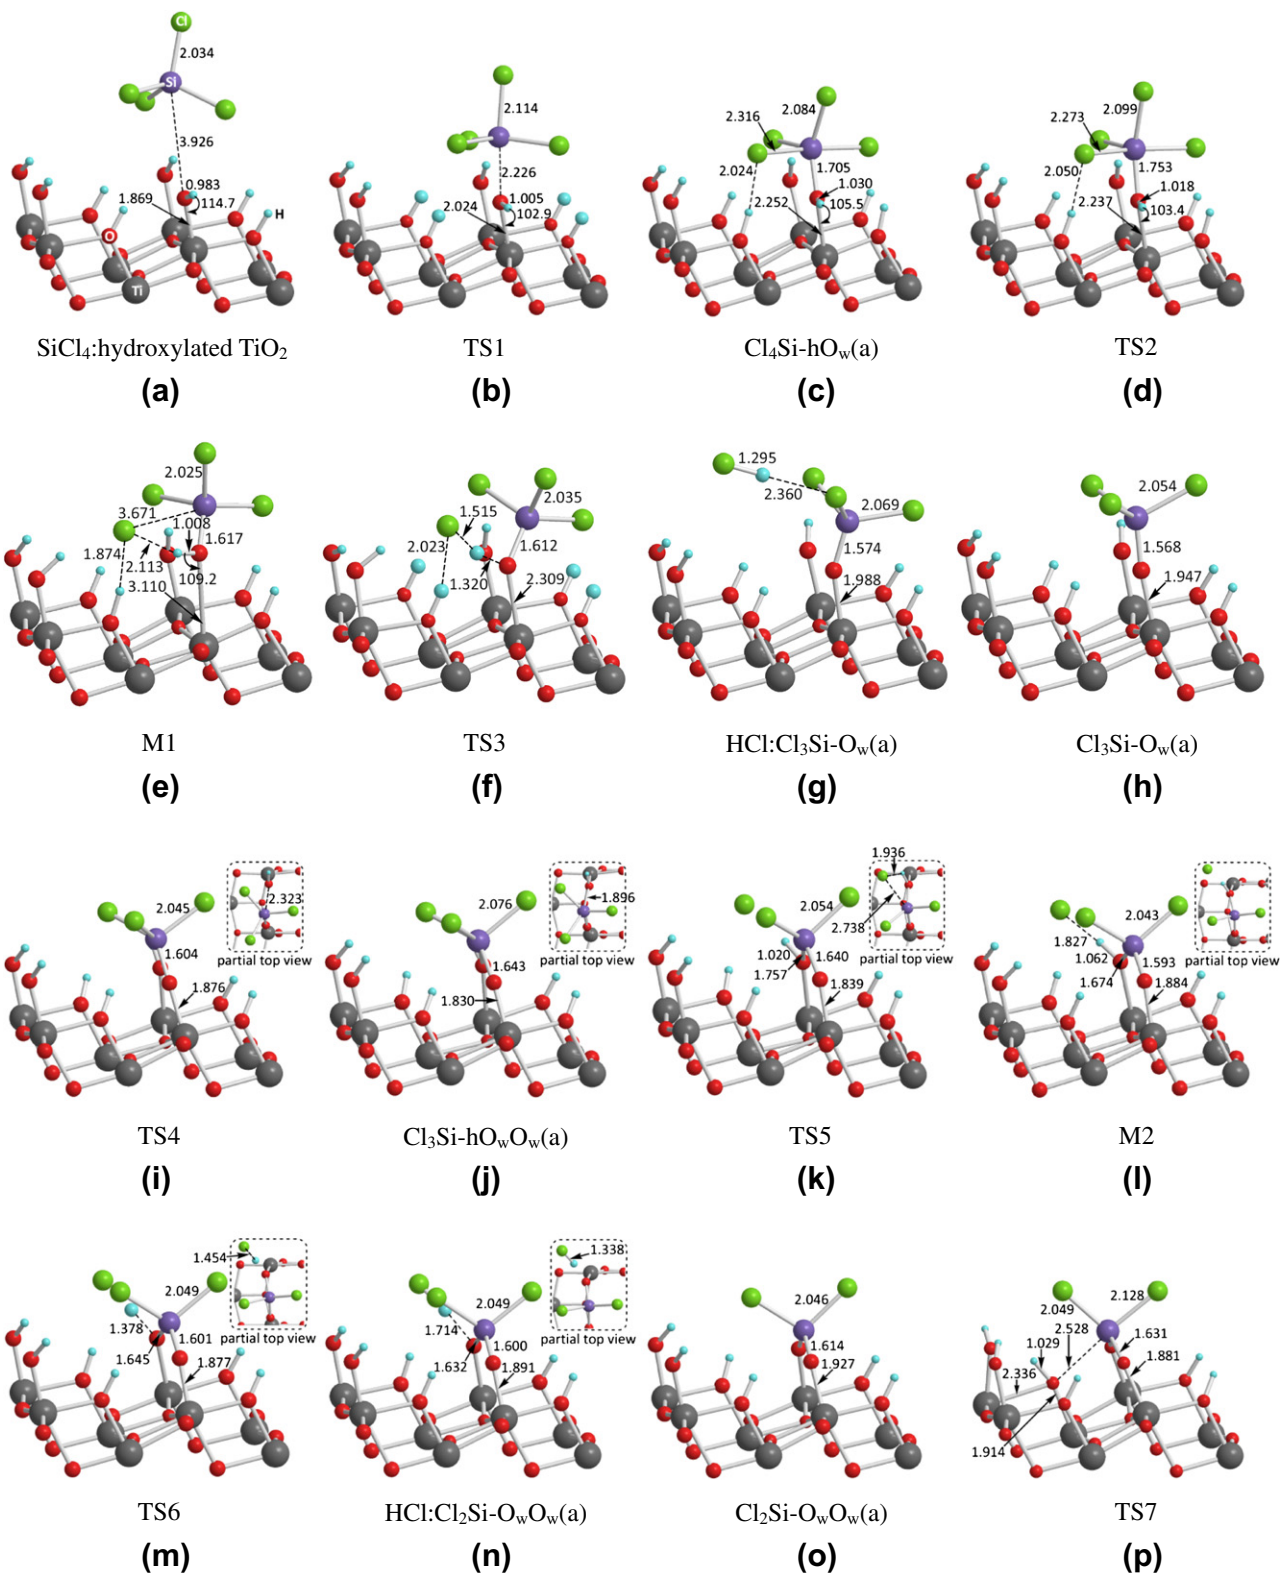 Cl
2.034
Si
3.926
0.983
1.869
114.7
H
O
Ti
SiCl₄:hydroxylated TiO₂
(a)
2.114
2.226
1.005
2.024
102.9
TS1
(b)
2.084
2.316
1.705
2.024
1.030
2.252
105.5
Cl₄Si-hO_w(a)
(c)
2.099
2.273
1.753
2.050
1.018
2.237
103.4
TS2
(d)
2.025
3.671
1.008
1.617
1.874
2.113
109.2
3.110
M1
(e)
2.035
1.515
2.023
1.612
1.320
2.309
TS3
(f)
1.295
2.360
2.069
1.574
1.988
HCl:Cl₃Si-O_w(a)
(g)
2.054
1.568
1.947
Cl₃Si-O_w(a)
(h)
2.323
2.045
partial top view
1.604
1.876
TS4
(i)
1.896
2.076
partial top view
1.643
1.830
Cl₃Si-hO_wO_w(a)
(j)
1.936
2.054
2.738
partial top view
1.020
1.640
1.757
1.839
TS5
(k)
2.043
1.827
partial top view
1.062
1.593
1.674
1.884
M2
(l)
1.454
2.049
partial top view
1.378
1.601
1.645
1.877
TS6
(m)
1.338
2.049
partial top view
1.714
1.600
1.632
1.891
HCl:Cl₂Si-O_wO_w(a)
(n)
2.046
1.614
1.927
Cl₂Si-O_wO_w(a)
(o)
2.128
2.049
2.528
1.631
1.029
1.881
2.336
1.914
TS7
(p)